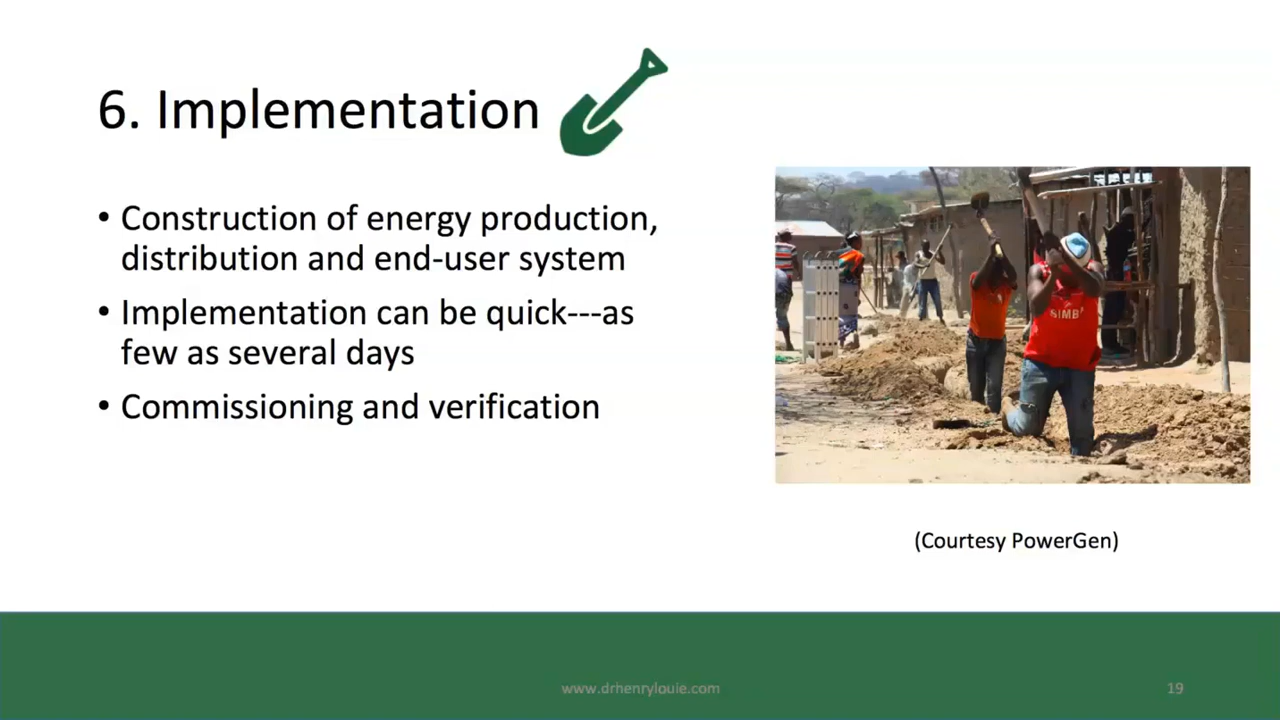 6. Implementation
• Construction of energy production,
distribution and end-user system
• Implementation can be quick---as
few as several days
• Commissioning and verification
SIMB
(Courtesy PowerGen)
www.drhenrylouie.com
19